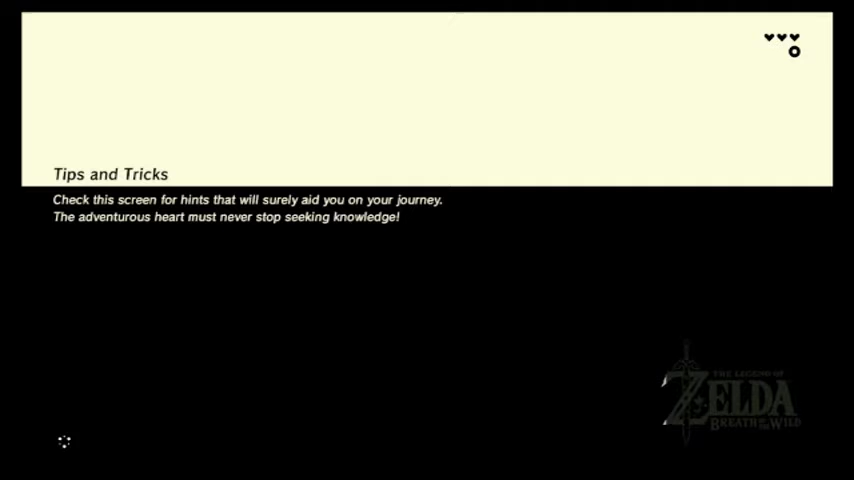 Tips and Tricks
Check this screen for hints that will surely aid you on your journey.
The adventurous heart must never stop seeking knowledge!
THE LEGEND OF
ZELDA
BREATH OF THE WILD